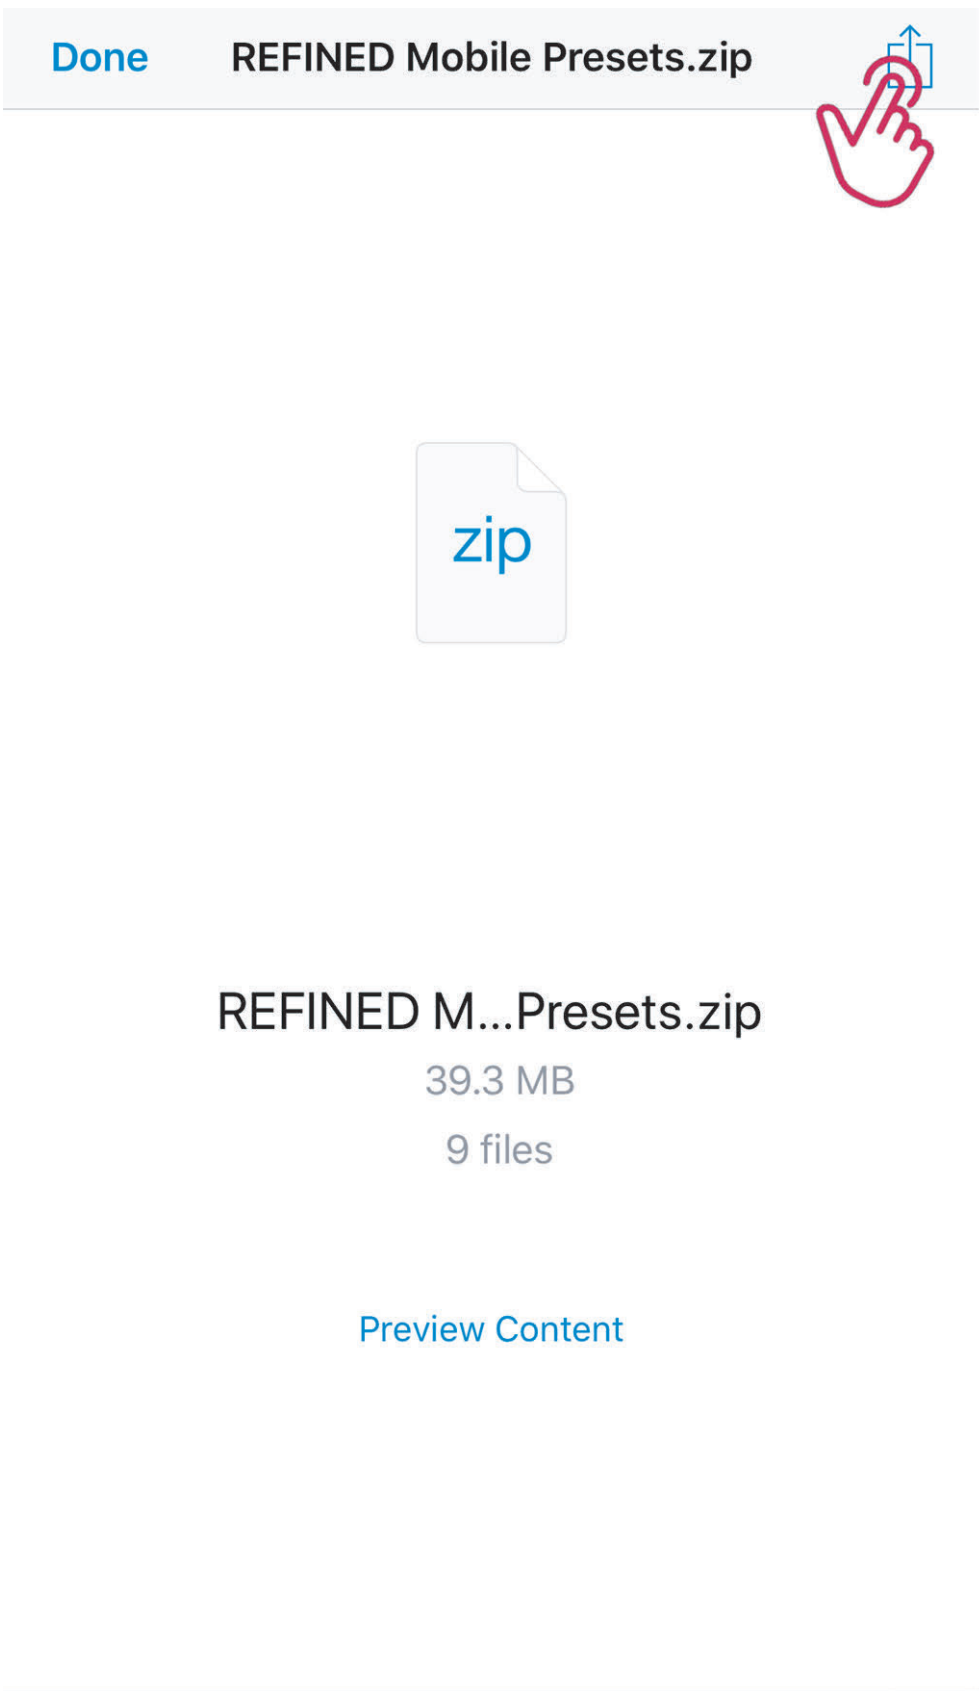 Done REFINED Mobile Presets.zip
zip
REFINED M...Presets.zip
39.3 MB
9 files
Preview Content